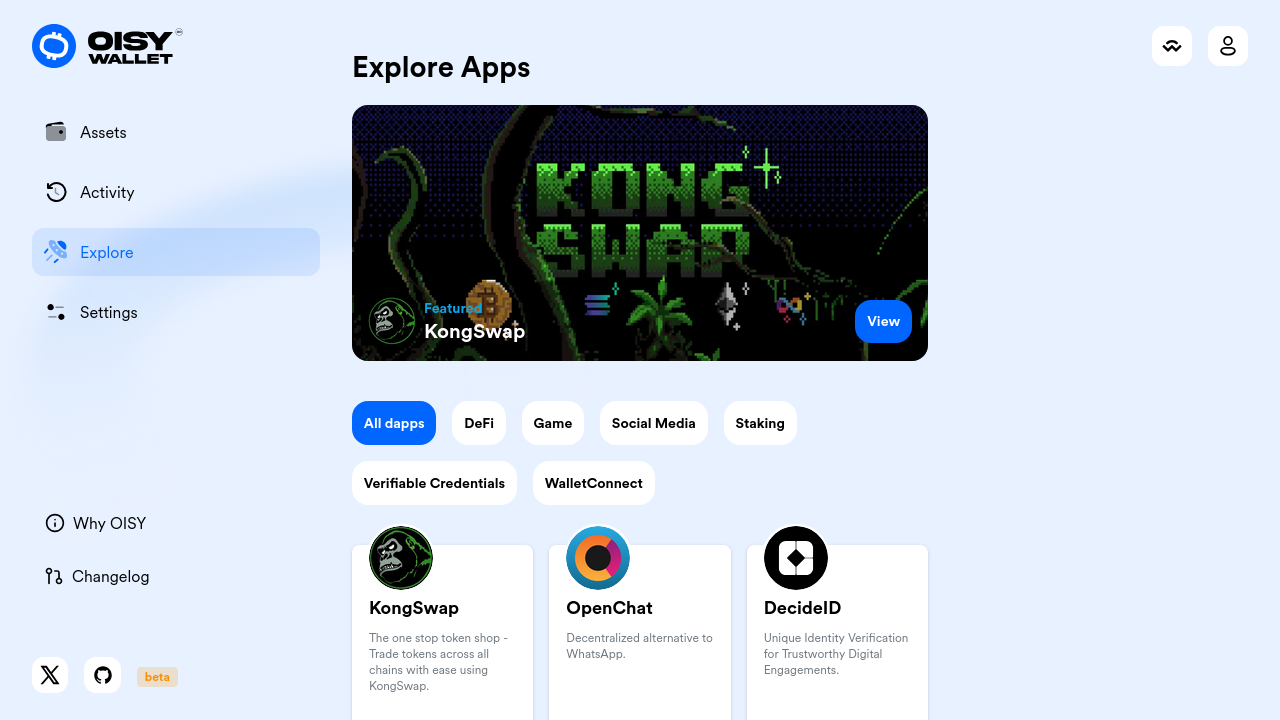 OISY
WALLET
Explore Apps
Assets
Activity
Explore
Settings
KONG
SWAP
Featured
KongSwap
View
All dapps
DeFi
Game
Social Media
Staking
Verifiable Credentials
WalletConnect
Why OISY
Changelog
KongSwap
The one stop token shop -
Trade tokens across all
chains with ease using
KongSwap.
OpenChat
Decentralized alternative to
WhatsApp.
DecideID
Unique Identity Verification
for Trustworthy Digital
Engagements.
beta